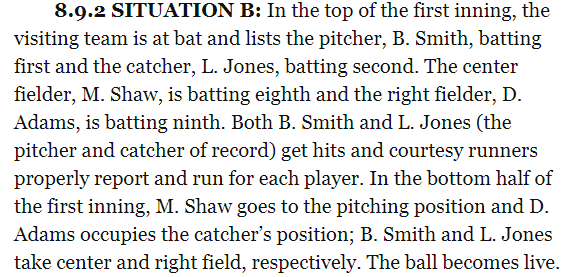 8.9.2 SITUATION B: In the top of the first inning, the
visiting team is at bat and lists the pitcher, B. Smith, batting
first and the catcher, L. Jones, batting second. The center
fielder, M. Shaw, is batting eighth and the right fielder, D.
Adams, is batting ninth. Both B. Smith and L. Jones (the
pitcher and catcher of record) get hits and courtesy runners
properly report and run for each player. In the bottom half of
the first inning, M. Shaw goes to the pitching position and D.
Adams occupies the catcher’s position; B. Smith and L. Jones
take center and right field, respectively. The ball becomes live.